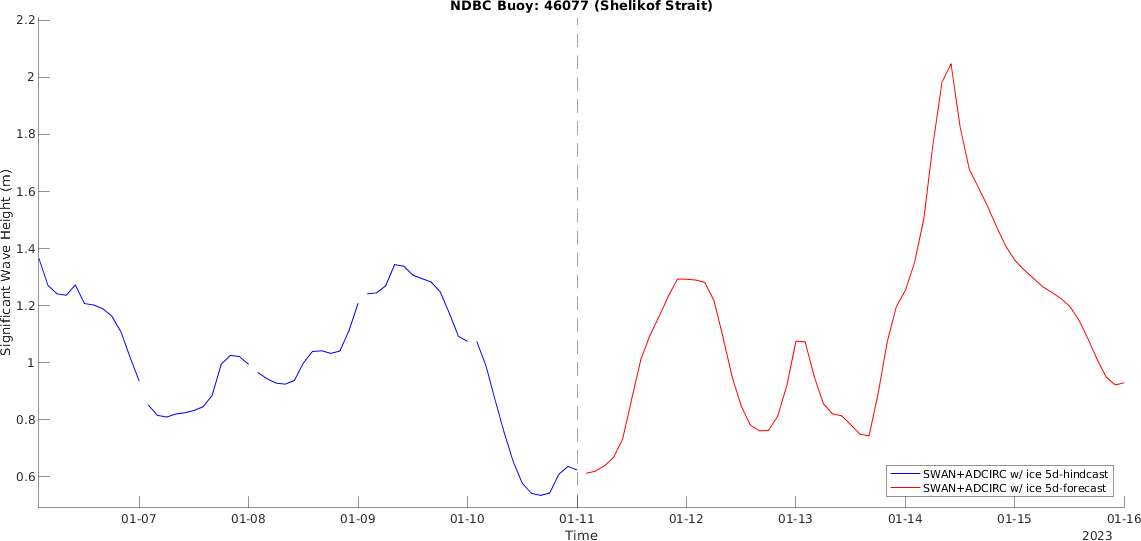 NDBC Buoy: 46077 (Shelikof Strait)
2.2
2
1.8
1.6
1.4
1.2
1
0.8
0.6
Significant Wave Height (m)
SWAN+ADCIRC w/ ice 5d-hindcast
SWAN+ADCIRC w/ ice 5d-forecast
01-07 01-08 01-09 01-10 01-11 01-12 01-13 01-14 01-15 01-16
Time
2023